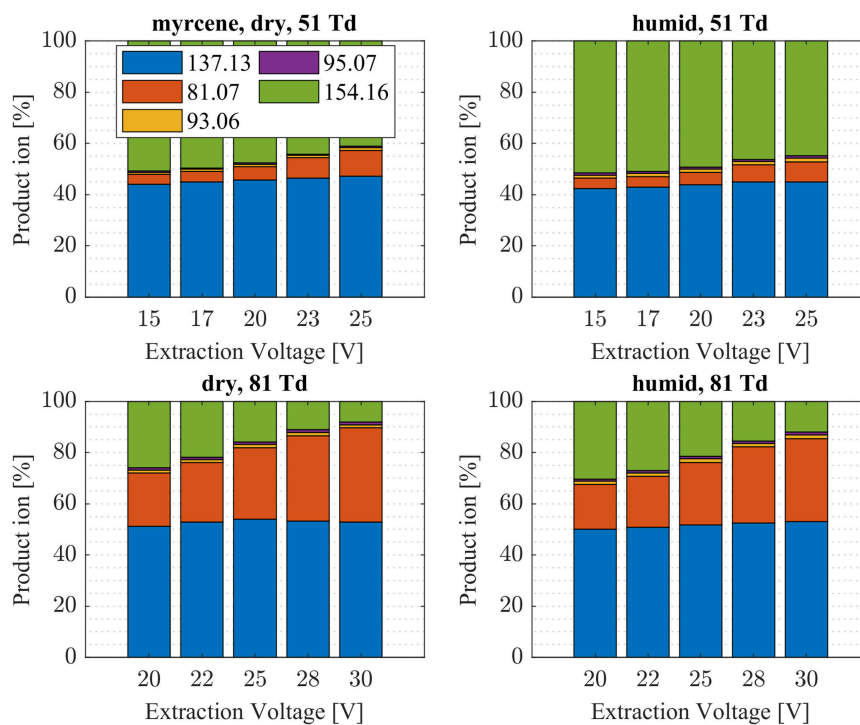 myrcene, dry, 51 Td
100
80
60
40
20
0
Product ion [%]
137.13
95.07
81.07
154.16
93.06
15 17 20 23 25
Extraction Voltage [V]
humid, 51 Td
100
80
60
40
20
0
Product ion [%]
15 17 20 23 25
Extraction Voltage [V]
dry, 81 Td
100
80
60
40
20
0
Product ion [%]
20 22 25 28 30
Extraction Voltage [V]
humid, 81 Td
100
80
60
40
20
0
Product ion [%]
20 22 25 28 30
Extraction Voltage [V]